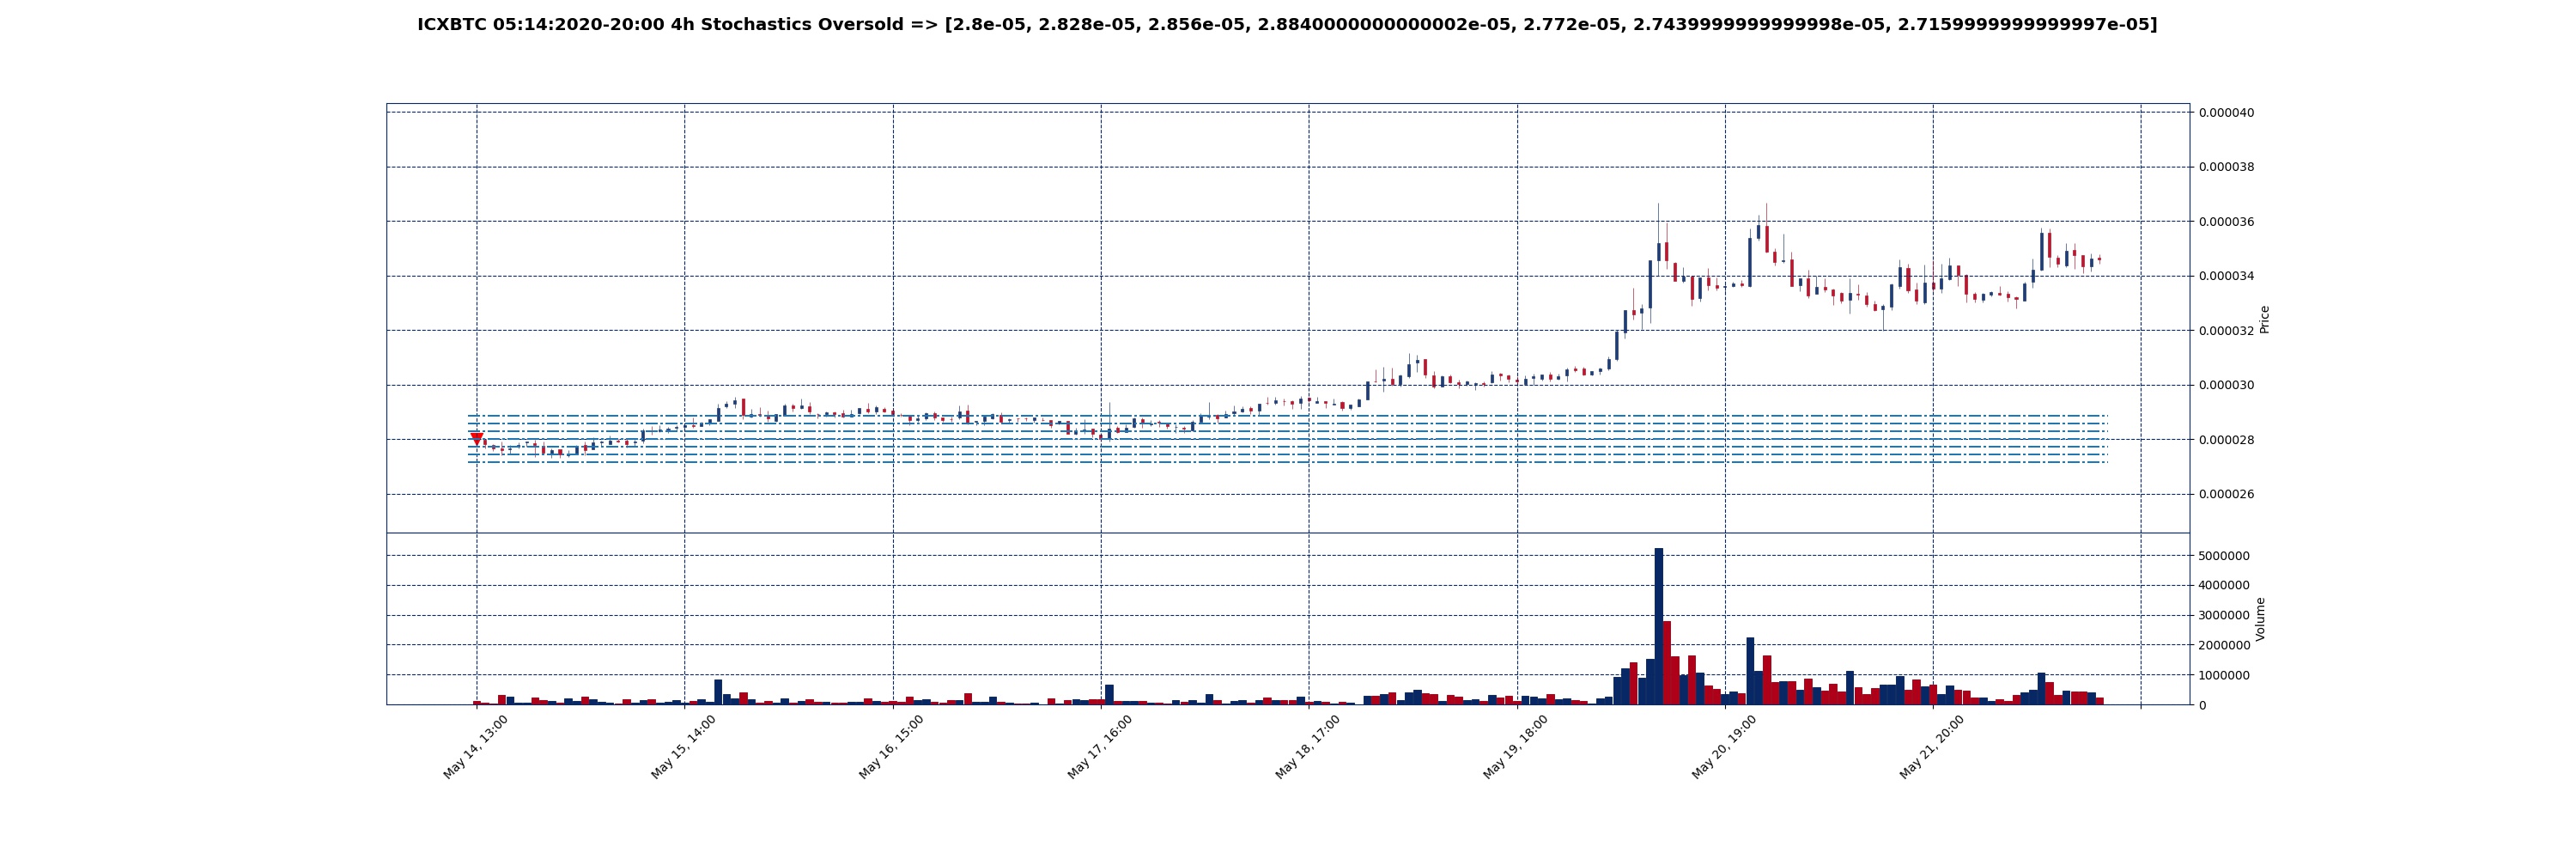 ICXBTC 05:14:2020-20:00 4h Stochastics Oversold => [2.8e-05, 2.828e-05, 2.856e-05, 2.8840000000000002e-05, 2.772e-05, 2.7439999999999998e-05, 2.7159999999999997e-05]
0.000040
0.000038
0.000036
0.000034
0.000032
0.000030
0.000028
0.000026
Price
5000000
4000000
3000000
2000000
1000000
0
Volume
May 14, 13:00
May 15, 14:00
May 16, 15:00
May 17, 16:00
May 18, 17:00
May 19, 18:00
May 20, 19:00
May 21, 20:00